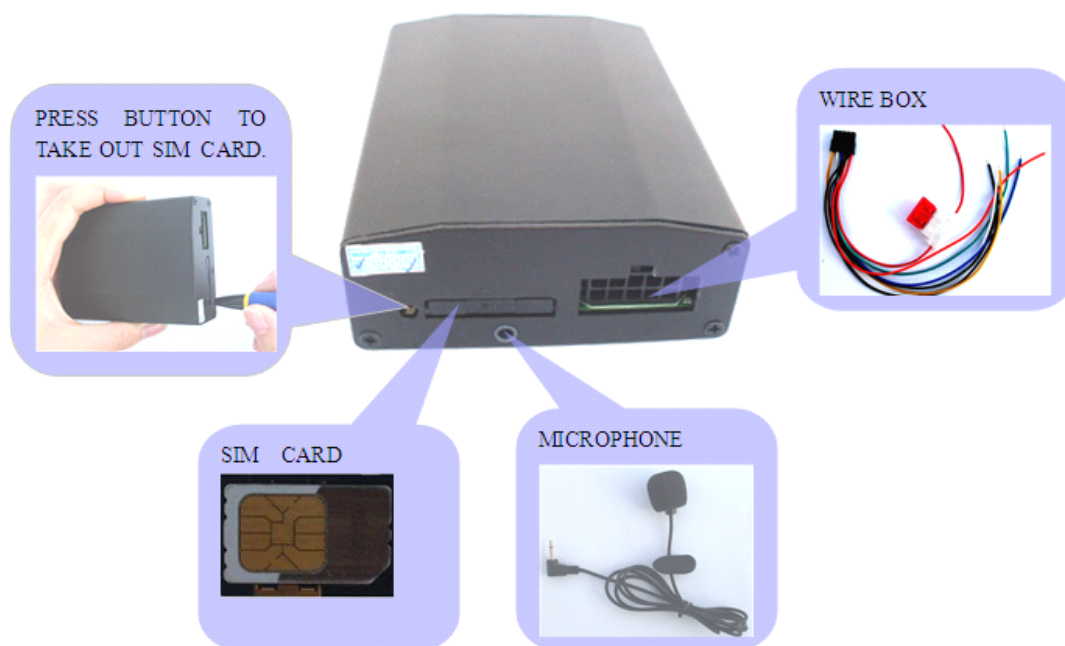 PRESS BUTTON TO
TAKE OUT SIM CARD.
WIRE BOX
SIM CARD
MICROPHONE